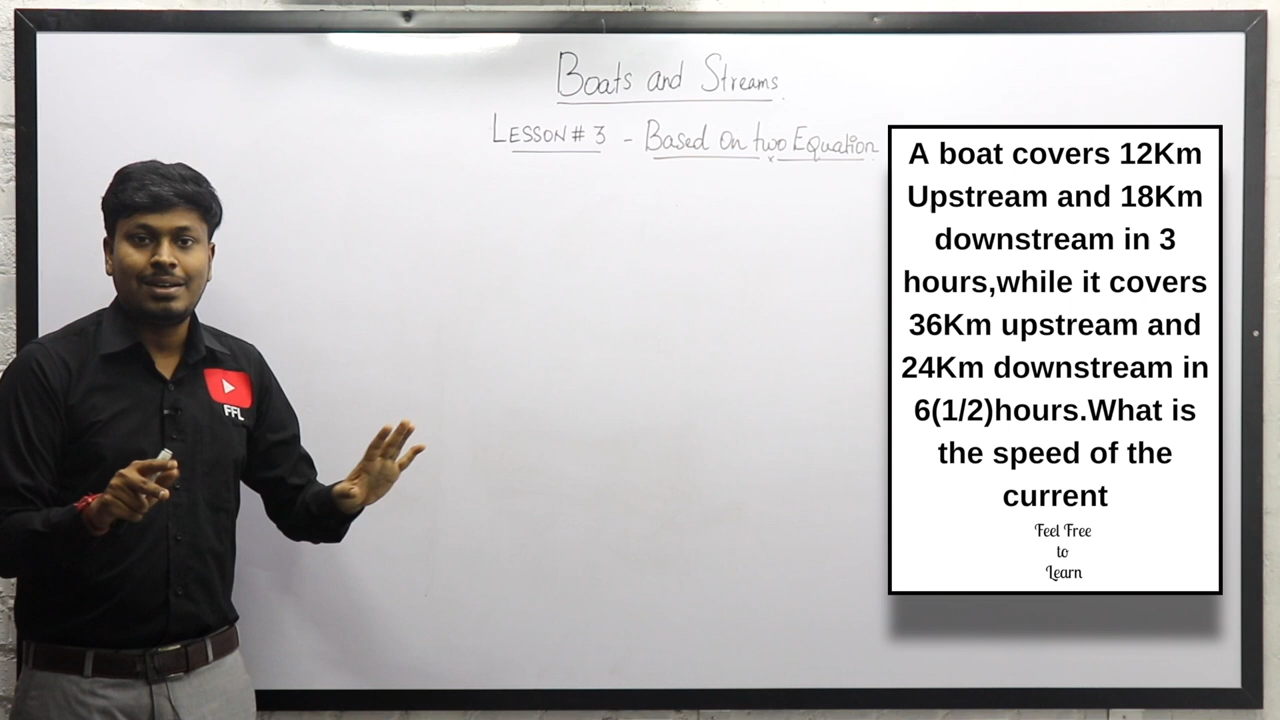 Boats and Streams
LESSON # 3 - Based on two Equation
A boat covers 12Km
Upstream and 18Km
downstream in 3
hours,while it covers
36Km upstream and
24Km downstream in
6(1/2)hours.What is
the speed of the
current
Feel Free
to
Learn
FFL